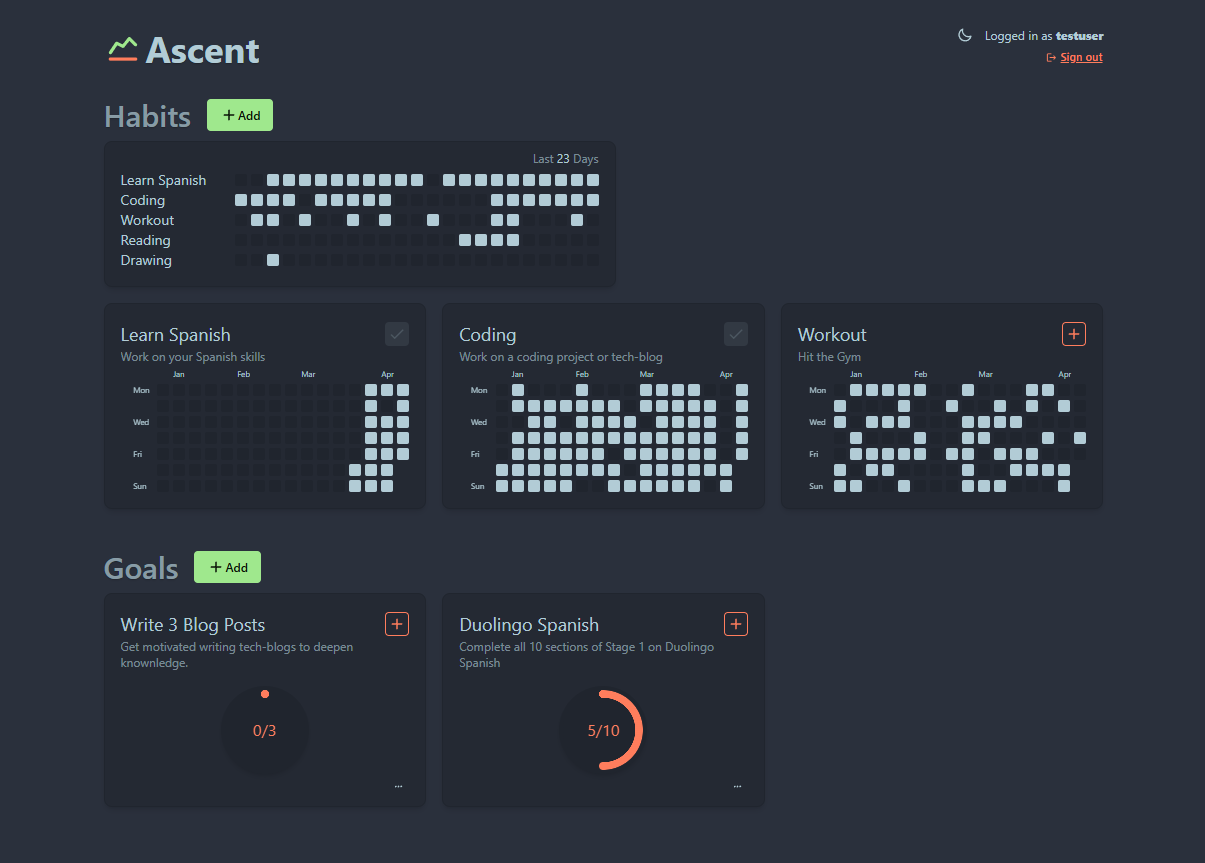 Ascent
Logged in as testuser
Sign out
Habits
Add
Last 23 Days
Learn Spanish
Coding
Workout
Reading
Drawing
Learn Spanish
Work on your Spanish skills
Jan Feb Mar Apr
Mon
Wed
Fri
Sun
Coding
Work on a coding project or tech-blog
Jan Feb Mar Apr
Mon
Wed
Fri
Sun
Workout
Hit the Gym
Jan Feb Mar Apr
Mon
Wed
Fri
Sun
Goals
Add
Write 3 Blog Posts
Get motivated writing tech-blogs to deepen
knownledge.
0/3
...
Duolingo Spanish
Complete all 10 sections of Stage 1 on Duolingo
Spanish
5/10
...